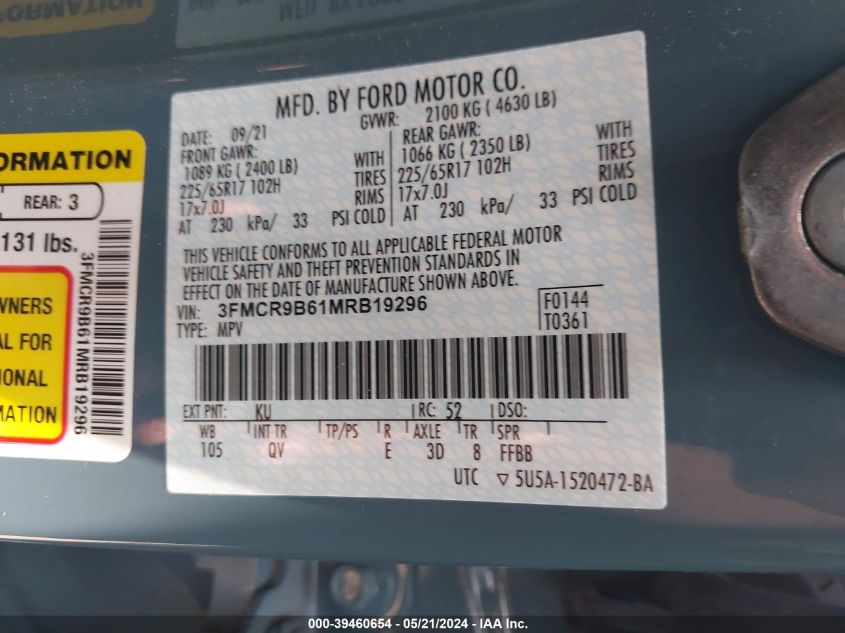 MFD. BY FORD MOTOR CO.
DATE: 09/21 GVWR: 2100 KG ( 4630 LB)
FRONT GAWR: REAR GAWR:
1089 KG ( 2400 LB) WITH 1066 KG ( 2350 LB) WITH
225/65R17 102H TIRES 225/65R17 102H TIRES
17x7.0J RIMS 17x7.0J RIMS
AT 230 kPa/ 33 PSI COLD AT 230 kPa/ 33 PSI COLD
THIS VEHICLE CONFORMS TO ALL APPLICABLE FEDERAL MOTOR
VEHICLE SAFETY AND THEFT PREVENTION STANDARDS IN
EFFECT ON THE DATE OF MANUFACTURE SHOWN ABOVE.
VIN: 3FMCR9B61MRB19296 F0144
TYPE: MPV T0361
EXT PNT: KU RC: 52 DSO:
WB INT TR TP/PS R AXLE TR SPR
105 QV E 3D 8 FFBB
UTC ▽ 5U5A-1520472-BA
ORMATION
REAR: 3
131 lbs.
WNERS
AL FOR
IONAL
MATION
3FMCR9B61MRB19296
000-39460654 / 05/21/2024 / IAA Inc.